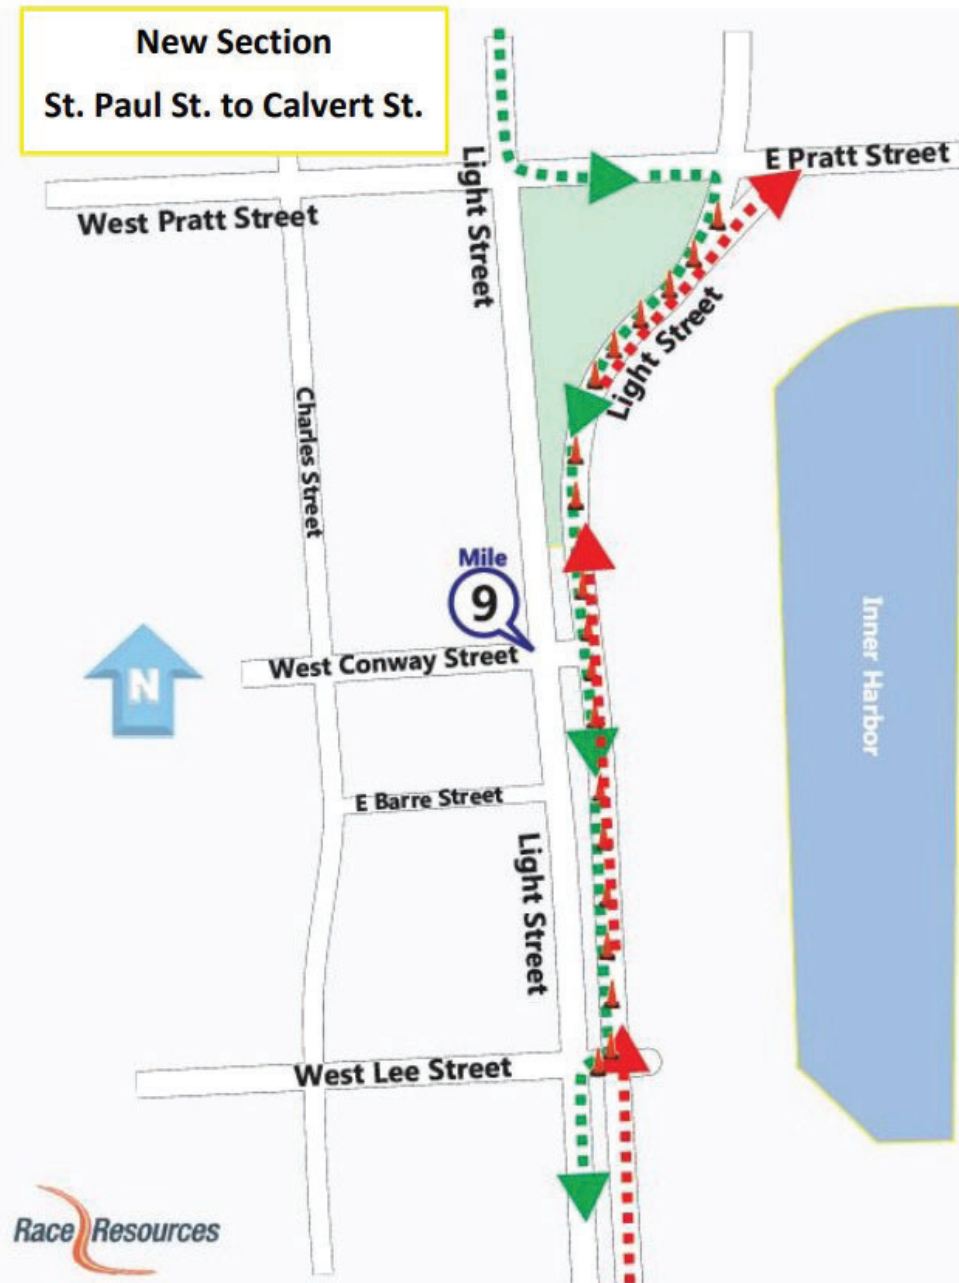 New Section
St. Paul St. to Calvert St.
E Pratt Street
Light Street
West Pratt Street
Light Street
Charles Street
Mile
9
West Conway Street
N
Inner Harbor
E Barre Street
Light Street
West Lee Street
Race Resources